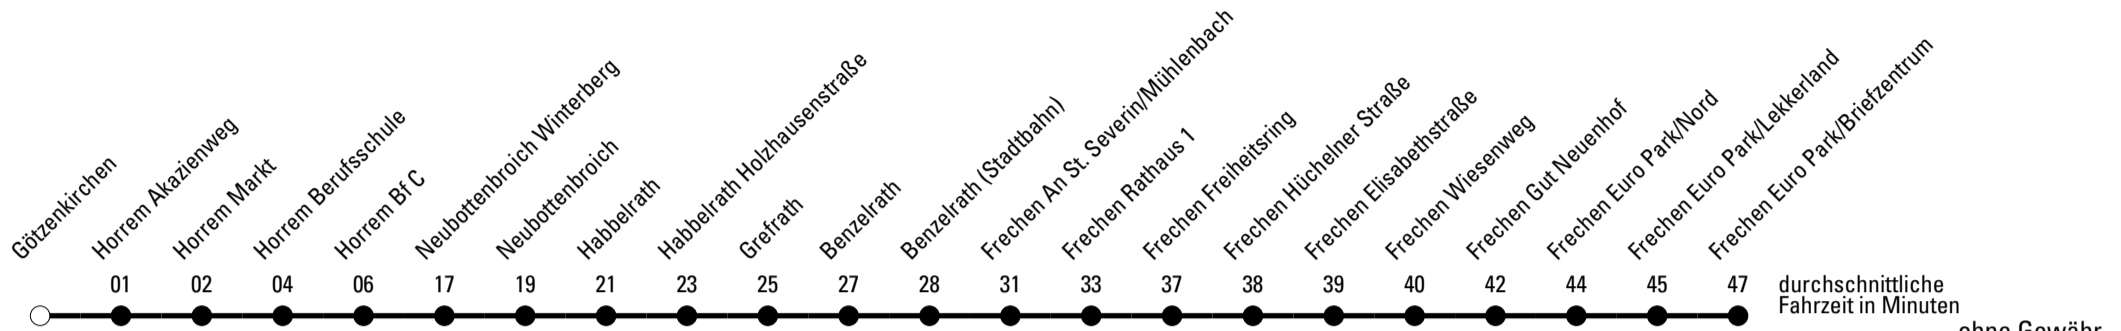 Götzenkirchen
Horrem Akazienweg
Horrem Markt
Horrem Berufsschule
Horrem Bf C
Neubottenbroich Winterberg
Neubottenbroich
Habbelrath
Habbelrath Holzhausenstraße
Grefrath
Benzelrath
Benzelrath (Stadtbahn)
Frechen An St. Severin/Mühlenbach
Frechen Rathaus 1
Frechen Freiheitsring
Frechen Hüchelner Straße
Frechen Elisabethstraße
Frechen Wiesenweg
Frechen Gut Neuenhof
Frechen Euro Park/Nord
Frechen Euro Park/Lekkerland
Frechen Euro Park/Briefzentrum
01 02 04 06 17 19 21 23 25 27 28 31 33 37 38 39 40 42 44 45 47
durchschnittliche
Fahrzeit in Minuten
ohne